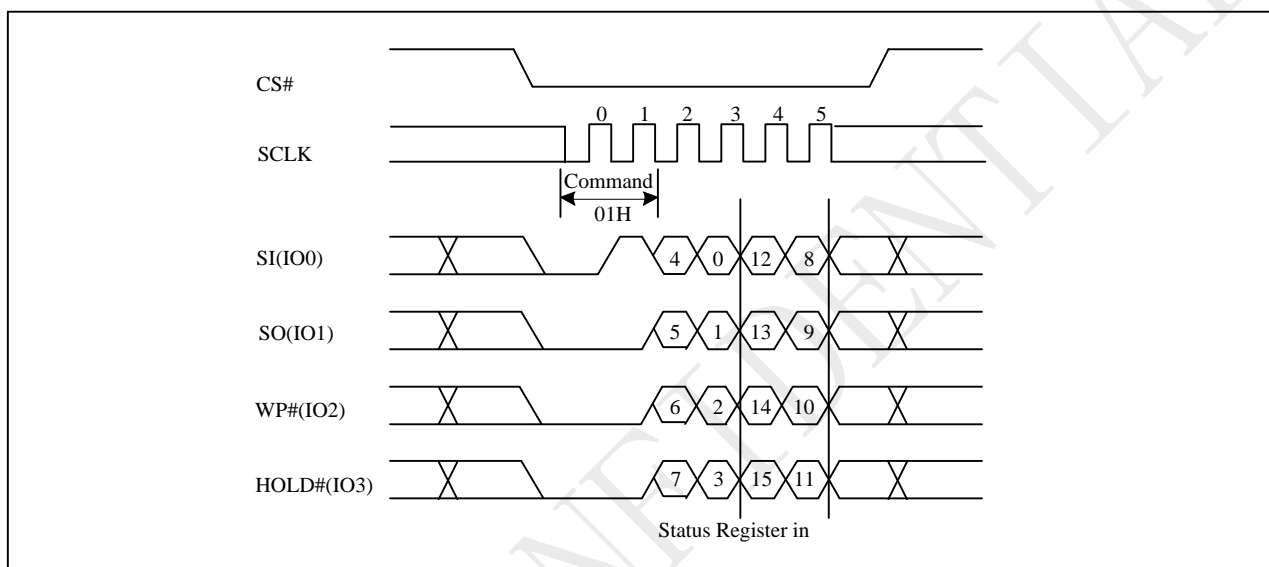 CS#
0 1 2 3 4 5
SCLK
Command
01H
SI(IO0) 4 0 12 8
SO(IO1) 5 1 13 9
WP#(IO2) 6 2 14 10
HOLD#(IO3) 7 3 15 11
Status Register in